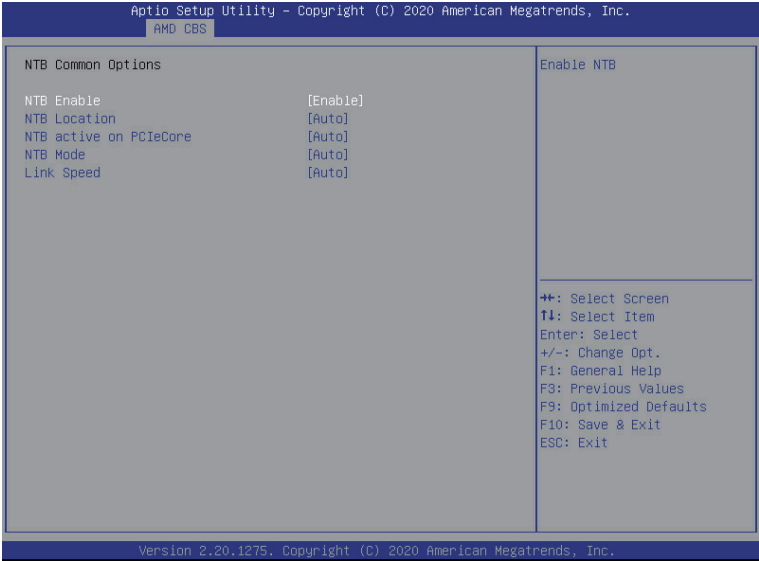 Aptio Setup Utility – Copyright (C) 2020 American Megatrends, Inc.
AMD CBS
NTB Common Options
NTB Enable [Enable]
NTB Location [Auto]
NTB active on PCIeCore [Auto]
NTB Mode [Auto]
Link Speed [Auto]
Enable NTB
→←: Select Screen
↑↓: Select Item
Enter: Select
+/-: Change Opt.
F1: General Help
F3: Previous Values
F9: Optimized Defaults
F10: Save & Exit
ESC: Exit
Version 2.20.1275. Copyright (C) 2020 American Megatrends, Inc.